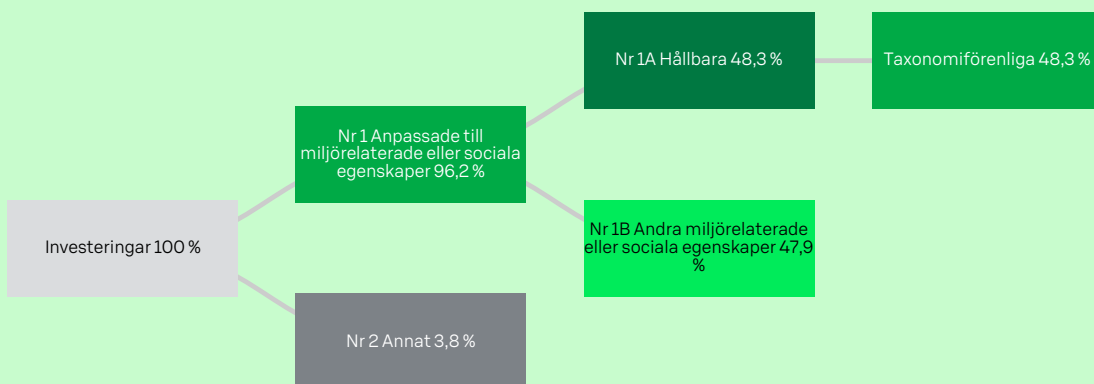 Nr 1A Hållbara 48,3 %
Taxonomiförenliga 48,3 %
Nr 1 Anpassade till
miljörelaterade eller sociala
egenskaper 96,2 %
Investeringar 100 %
Nr 1B Andra miljörelaterade
eller sociala egenskaper 47,9
%
Nr 2 Annat 3,8 %